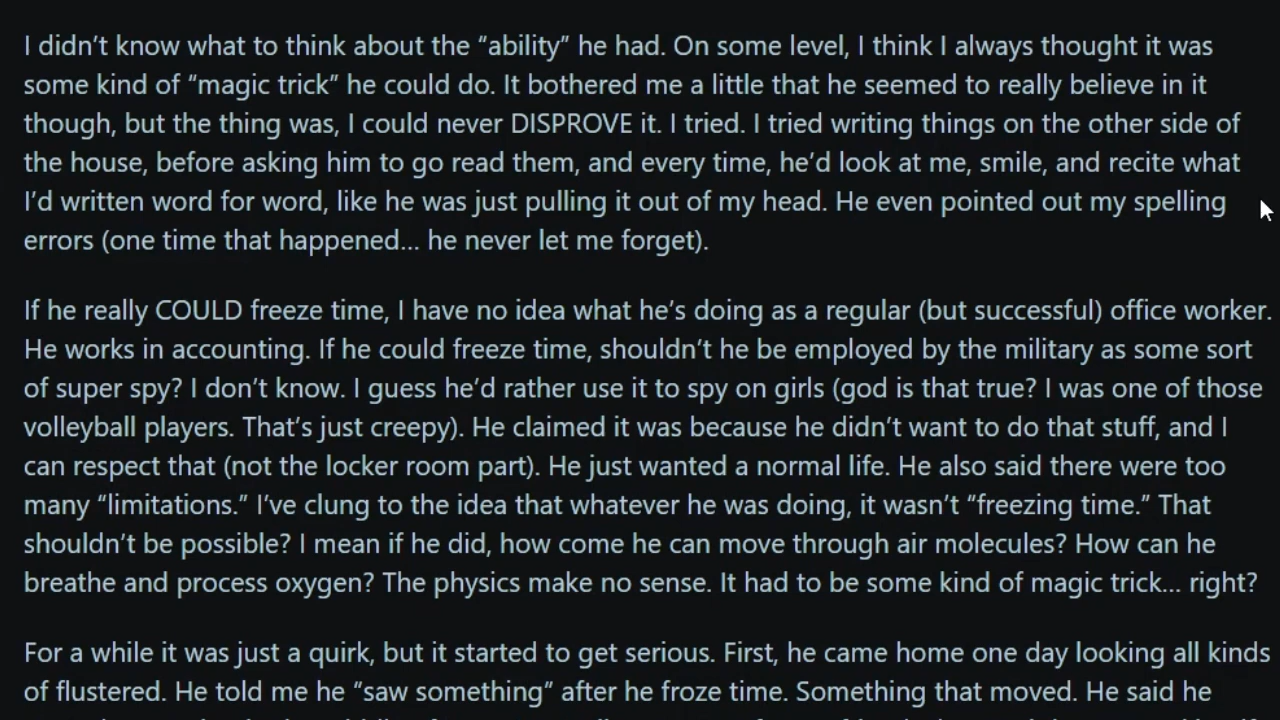 I didn’t know what to think about the “ability” he had. On some level, I think I always thought it was
some kind of “magic trick” he could do. It bothered me a little that he seemed to really believe in it
though, but the thing was, I could never DISPROVE it. I tried. I tried writing things on the other side of
the house, before asking him to go read them, and every time, he’d look at me, smile, and recite what
I’d written word for word, like he was just pulling it out of my head. He even pointed out my spelling
errors (one time that happened... he never let me forget).
If he really COULD freeze time, I have no idea what he’s doing as a regular (but successful) office worker.
He works in accounting. If he could freeze time, shouldn’t he be employed by the military as some sort
of super spy? I don’t know. I guess he’d rather use it to spy on girls (god is that true? I was one of those
volleyball players. That’s just creepy). He claimed it was because he didn’t want to do that stuff, and I
can respect that (not the locker room part). He just wanted a normal life. He also said there were too
many “limitations.” I’ve clung to the idea that whatever he was doing, it wasn’t “freezing time.” That
shouldn’t be possible? I mean if he did, how come he can move through air molecules? How can he
breathe and process oxygen? The physics make no sense. It had to be some kind of magic trick... right?
For a while it was just a quirk, but it started to get serious. First, he came home one day looking all kinds
of flustered. He told me he “saw something” after he froze time. Something that moved. He said he